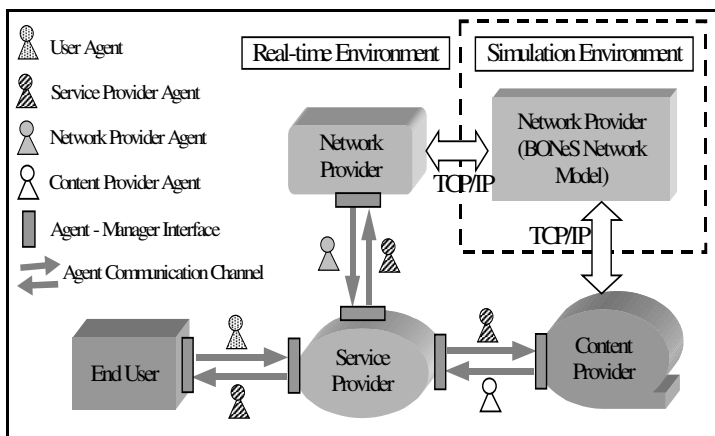 User Agent
Service Provider Agent
Network Provider Agent
Content Provider Agent
Agent - Manager Interface
Agent Communication Channel
Real-time Environment
Simulation Environment
Network
Provider
Network Provider
(BONeS Network
Model)
TCP/IP
TCP/IP
End User
Service
Provider
Content
Provider